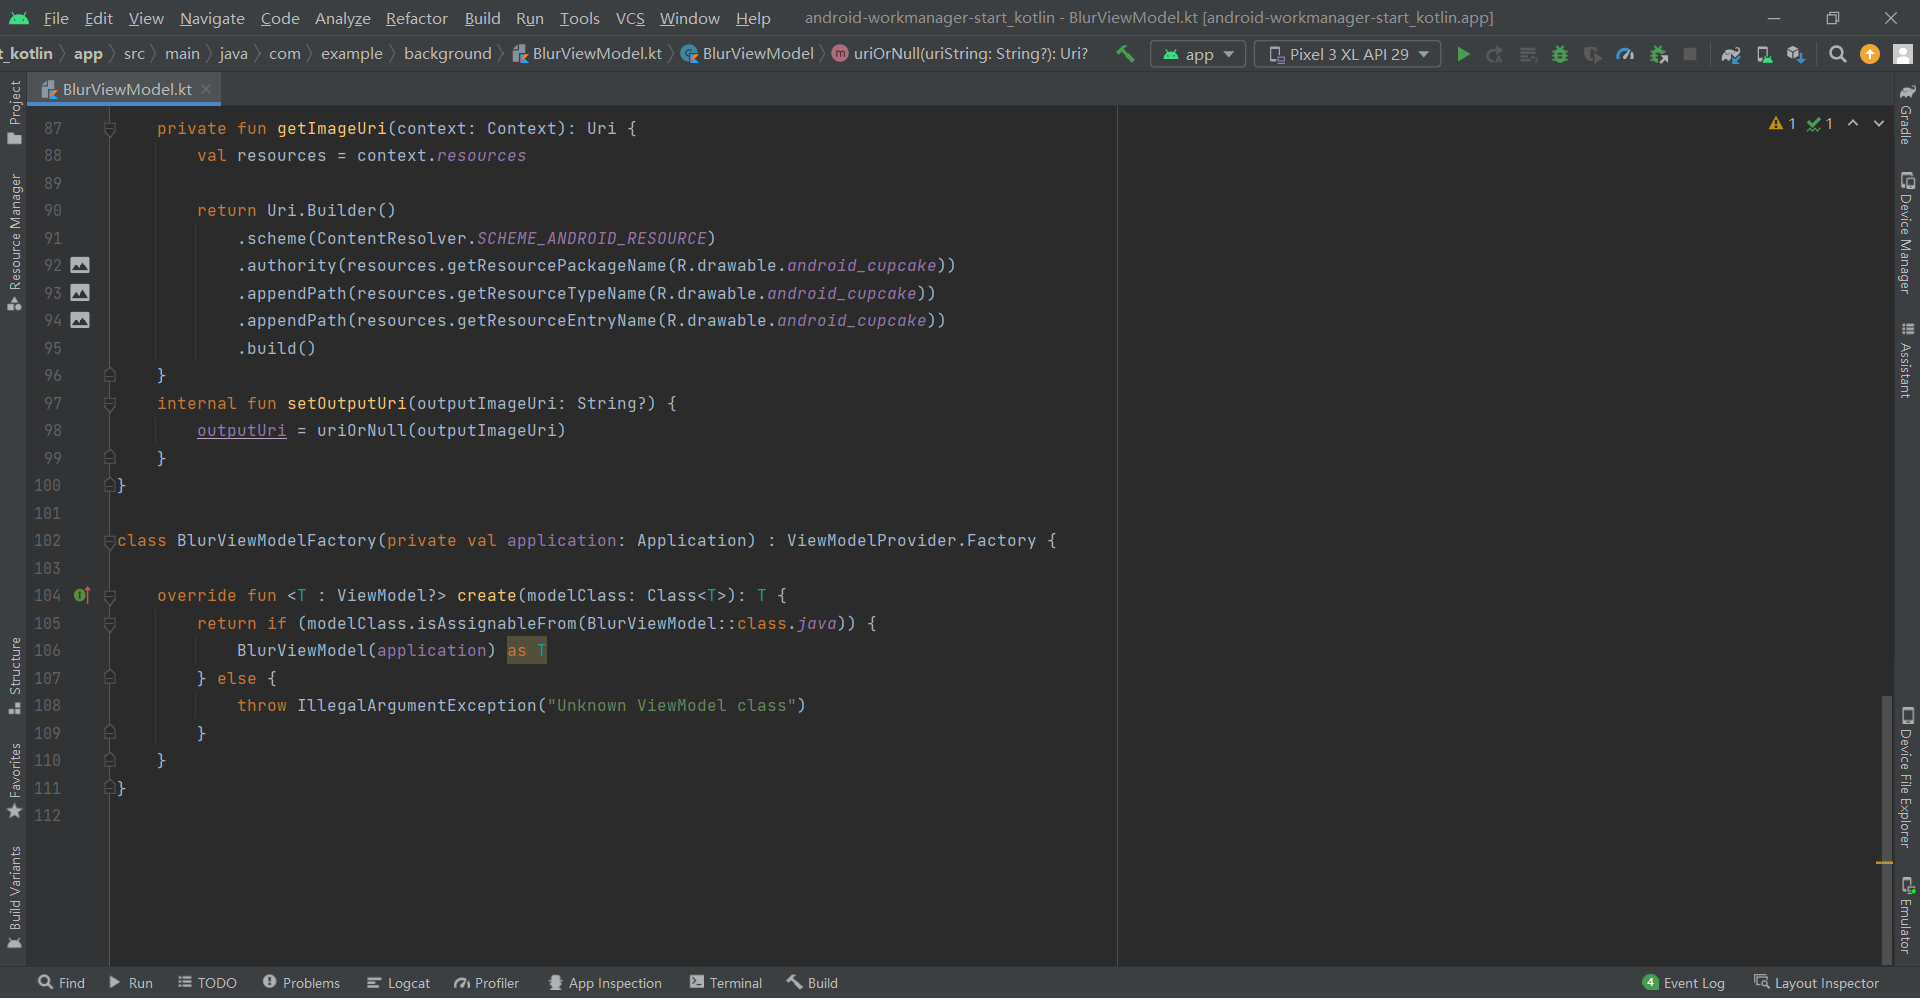 File Edit View Navigate Code Analyze Refactor Build Run Tools VCS Window Help android-workmanager-start_kotlin - BlurViewModel.kt [android-workmanager-start_kotlin.app]
t_kotlin app src main java com example background BlurViewModel.kt BlurViewModel m uriOrNull(uriString: String?): Uri? app Pixel 3 XL API 29
BlurViewModel.kt
1 1
87 private fun getImageUri(context: Context): Uri {
88 val resources = context.resources
89
90 return Uri.Builder()
91 .scheme(ContentResolver.SCHEME_ANDROID_RESOURCE)
92 .authority(resources.getResourcePackageName(R.drawable.android_cupcake))
93 .appendPath(resources.getResourceTypeName(R.drawable.android_cupcake))
94 .appendPath(resources.getResourceEntryName(R.drawable.android_cupcake))
95 .build()
96 }
97 internal fun setOutputUri(outputImageUri: String?) {
98 outputUri = uriOrNull(outputImageUri)
99 }
100 }
101
102 class BlurViewModelFactory(private val application: Application) : ViewModelProvider.Factory {
103
104 override fun <T : ViewModel?> create(modelClass: Class<T>): T {
105 return if (modelClass.isAssignableFrom(BlurViewModel::class.java)) {
106 BlurViewModel(application) as T
107 } else {
108 throw IllegalArgumentException("Unknown ViewModel class")
109 }
110 }
111 }
112
Project
Resource Manager
Structure
Favorites
Build Variants
Gradle
Device Manager
Assistant
Device File Explorer
Emulator
Find Run TODO Problems Logcat Profiler App Inspection Terminal Build 4 Event Log Layout Inspector